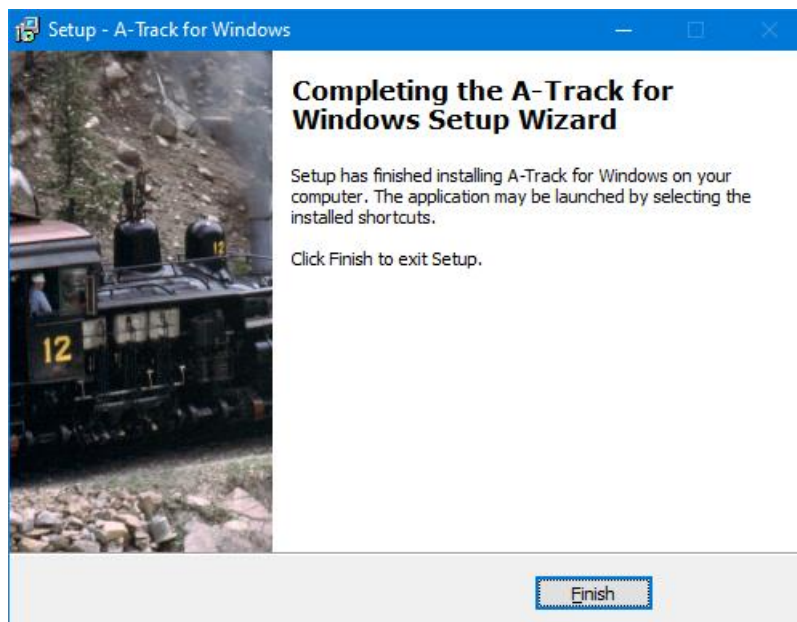 Setup - A-Track for Windows
Completing the A-Track for
Windows Setup Wizard
Setup has finished installing A-Track for Windows on your
computer. The application may be launched by selecting the
installed shortcuts.
Click Finish to exit Setup.
12
12
Finish